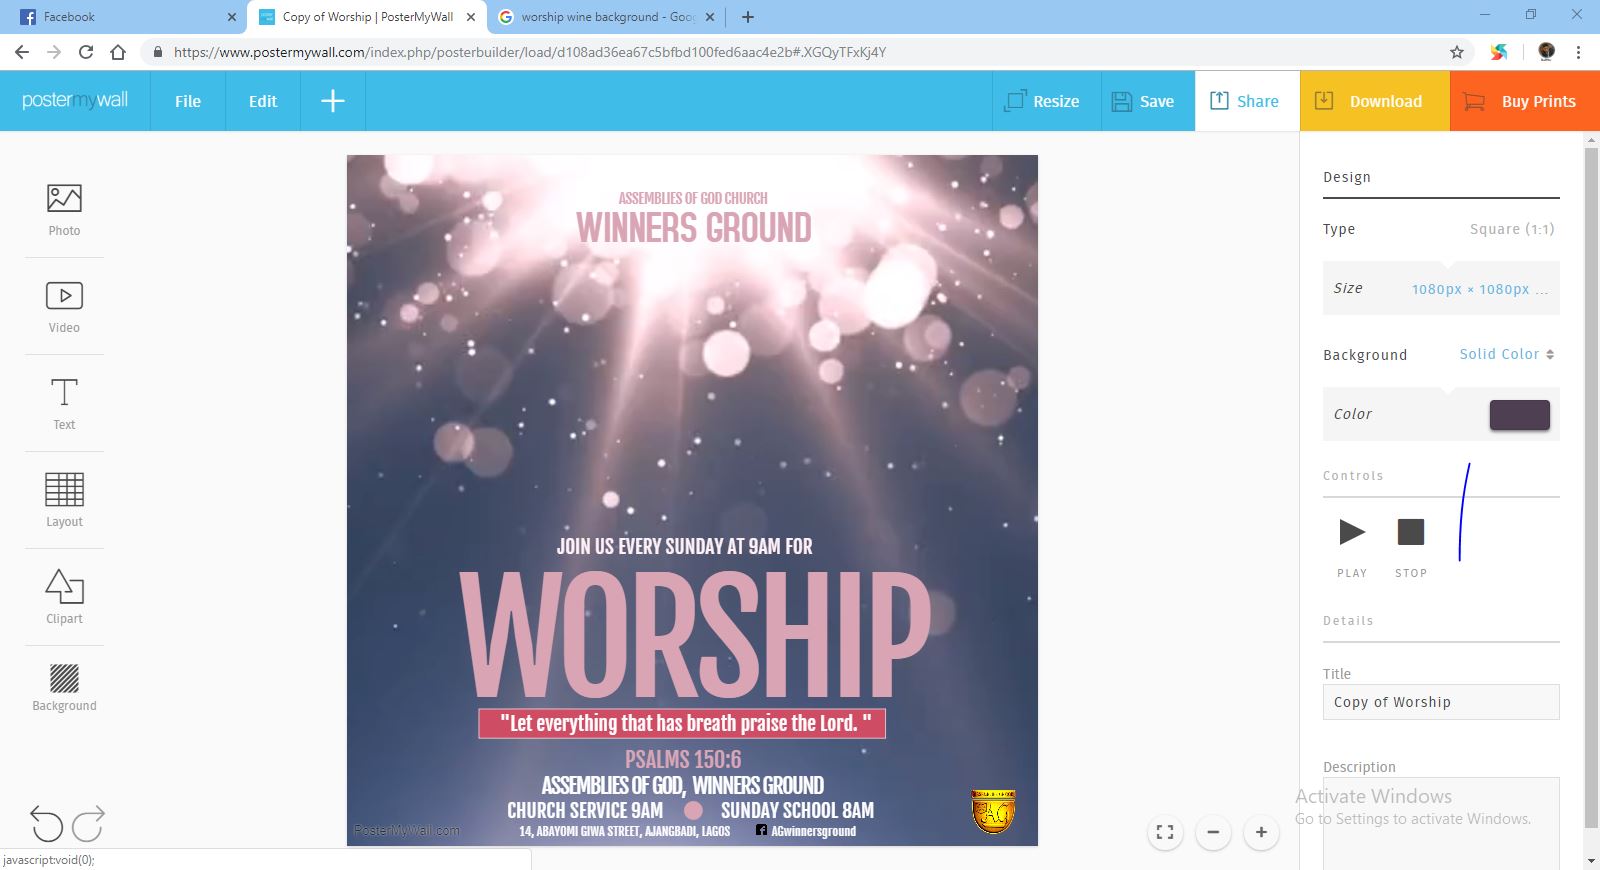 Facebook
Copy of Worship | PosterMyWall
worship wine background - Goo
https://www.postermywall.com/index.php/posterbuilder/load/d108ad36ea67c5bfbd100fed6aac4e2b#.XGQyTFxKj4Y
postermywall
File
Edit
Resize
Save
Share
Download
Buy Prints
Photo
Video
Text
Layout
Clipart
Background
ASSEMBLIES OF GOD CHURCH
WINNERS GROUND
JOIN US EVERY SUNDAY AT 9AM FOR
WORSHIP
"Let everything that has breath praise the Lord. "
PSALMS 150:6
ASSEMBLIES OF GOD, WINNERS GROUND
CHURCH SERVICE 9AM SUNDAY SCHOOL 8AM
14, ABAYOMI GIWA STREET, AJANGBADI, LAGOS AGwinnersground
PosterMyWall.com
AG
Design
Type Square (1:1)
Size 1080px × 1080px ...
Background Solid Color
Color
Controls
PLAY STOP
Details
Title
Copy of Worship
Description
Activate Windows
Go to Settings to activate Windows.
javascript:void(0);